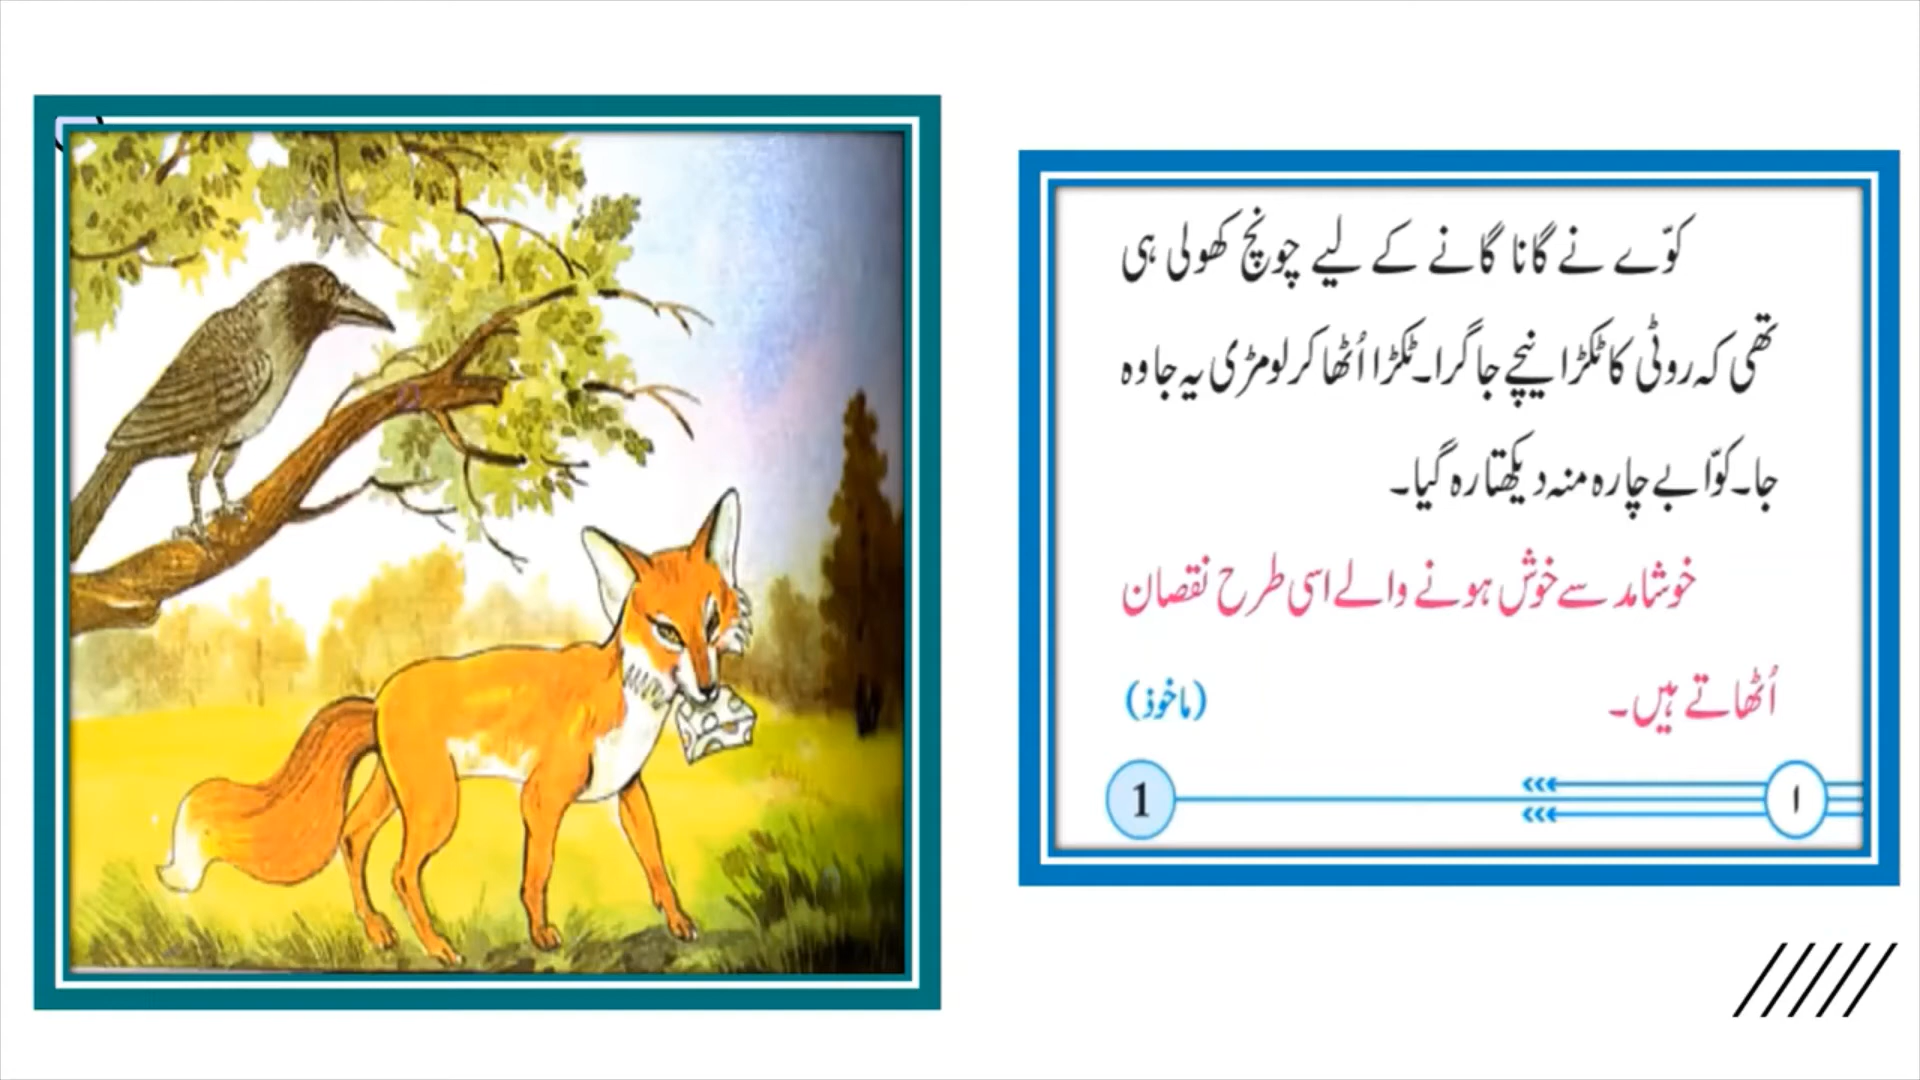 کوّے نے گانا گانے کے لیے چونچ کھولی ہی
تھی کہ روٹی کا ٹکڑا نیچے جا گرا۔ ٹکڑا اُٹھا کر لومڑی یہ جا وہ
جا۔ کوّا بے چارہ منہ دیکھتا رہ گیا۔
خوشامد سے خوش ہونے والے اسی طرح نقصان
اُٹھاتے ہیں۔ (ماخوذ)
ا 1